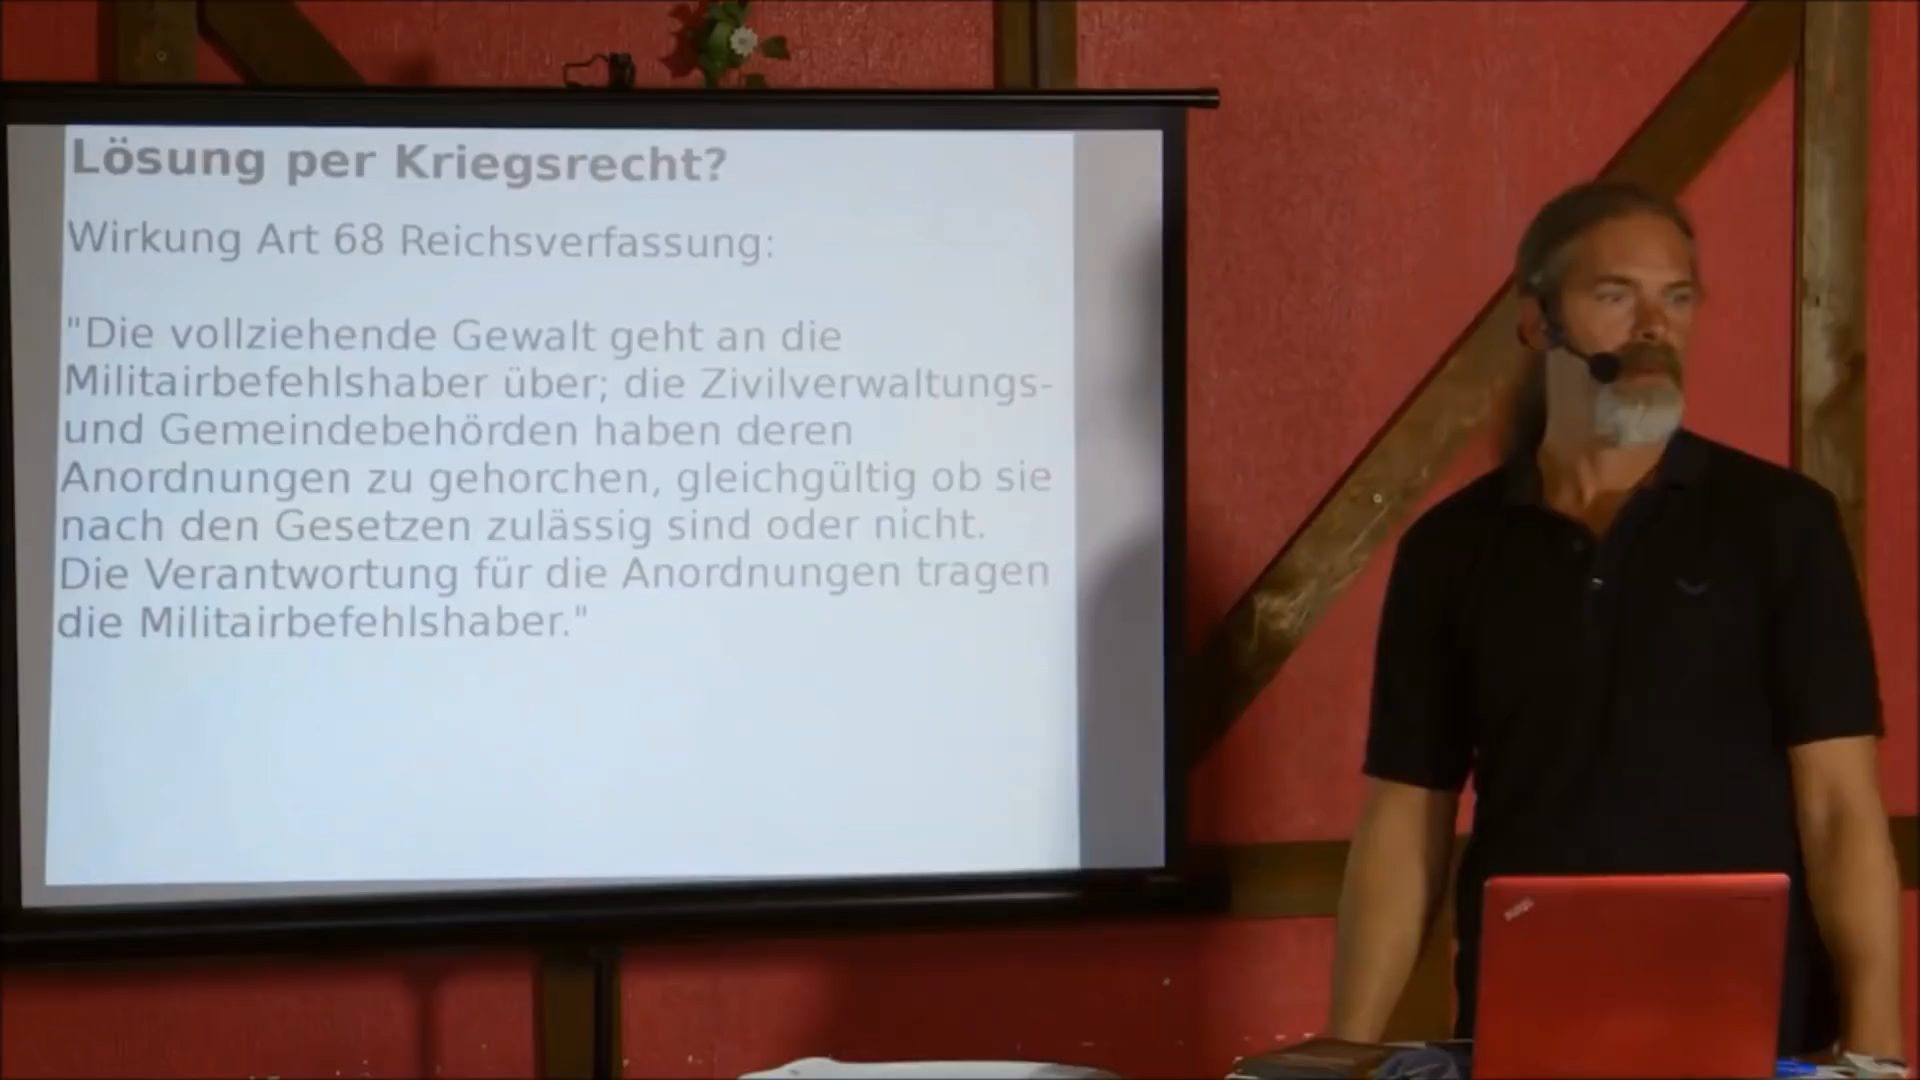 Lösung per Kriegsrecht?
Wirkung Art 68 Reichsverfassung:
"Die vollziehende Gewalt geht an die
Militairbefehlshaber über; die Zivilverwaltungs-
und Gemeindebehörden haben deren
Anordnungen zu gehorchen, gleichgültig ob sie
nach den Gesetzen zulässig sind oder nicht.
Die Verantwortung für die Anordnungen tragen
die Militairbefehlshaber."